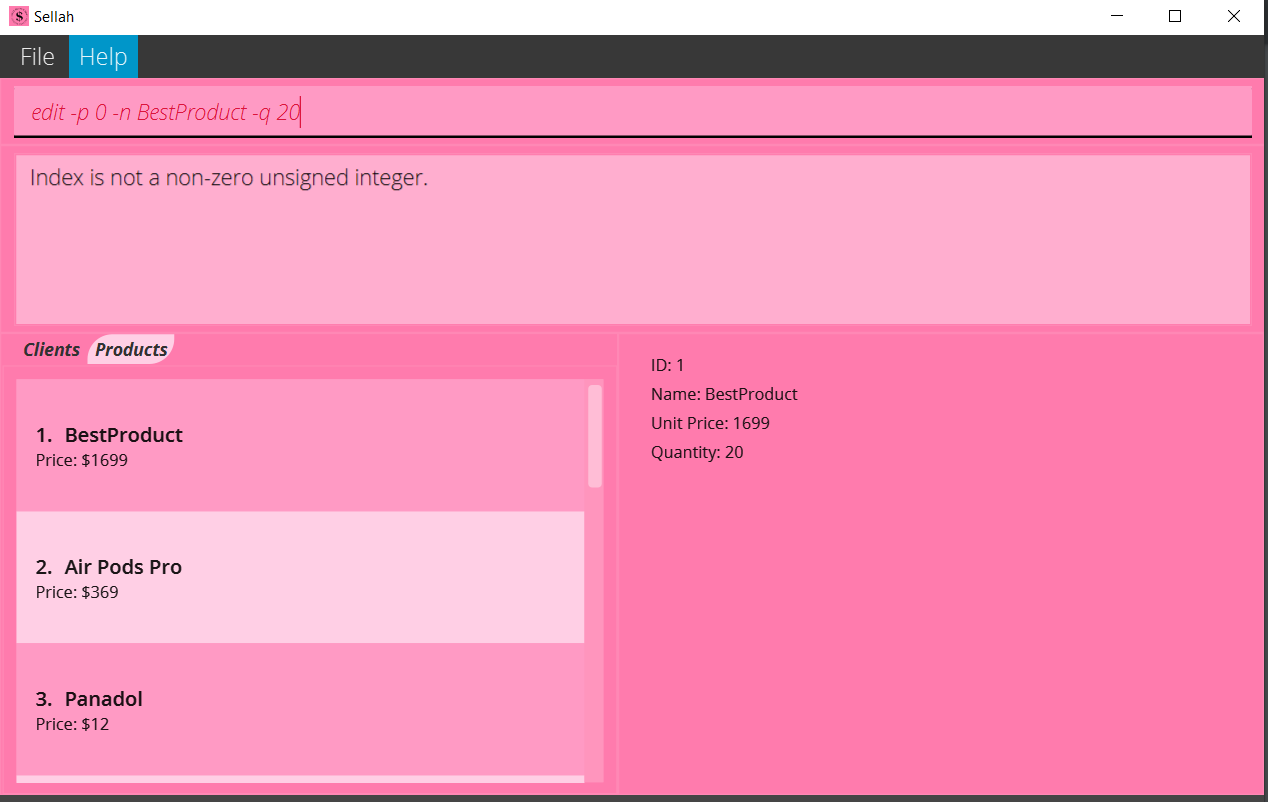 Sellah
File Help
edit -p 0 -n BestProduct -q 20
Index is not a non-zero unsigned integer.
Clients Products
1. BestProduct
Price: $1699
2. Air Pods Pro
Price: $369
3. Panadol
Price: $12
ID: 1
Name: BestProduct
Unit Price: 1699
Quantity: 20